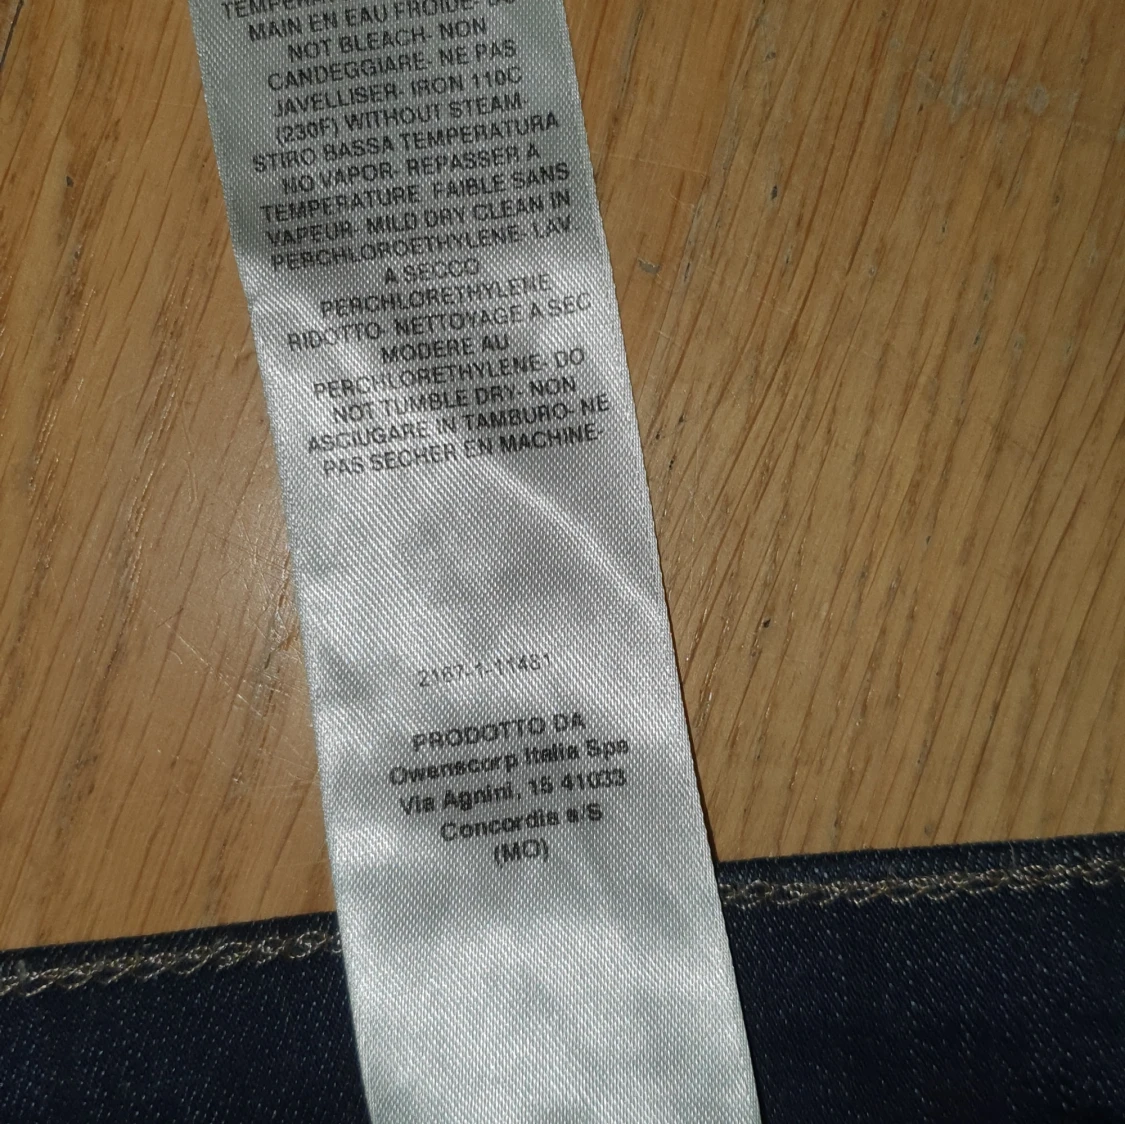 MAIN EN EAU FROIDE- DO
NOT BLEACH- NON
CANDEGGIARE- NE PAS
JAVELLISER- IRON 110C
(230F) WITHOUT STEAM-
STIRO BASSA TEMPERATURA
NO VAPOR- REPASSER A
TEMPERATURE FAIBLE SANS
VAPEUR- MILD DRY CLEAN IN
PERCHLOROETHYLENE- LAV.
A SECCO
PERCHLORETHYLENE
RIDOTTO- NETTOYAGE A SEC
MODERE AU
PERCHLORETHYLENE- DO
NOT TUMBLE DRY- NON
ASCIUGARE IN TAMBURO- NE
PAS SECHER EN MACHINE-
2167-1-11481
PRODOTTO DA
Owenscorp Italia Spa
Via Agnini, 15 41033
Concordia s/S
(MO)